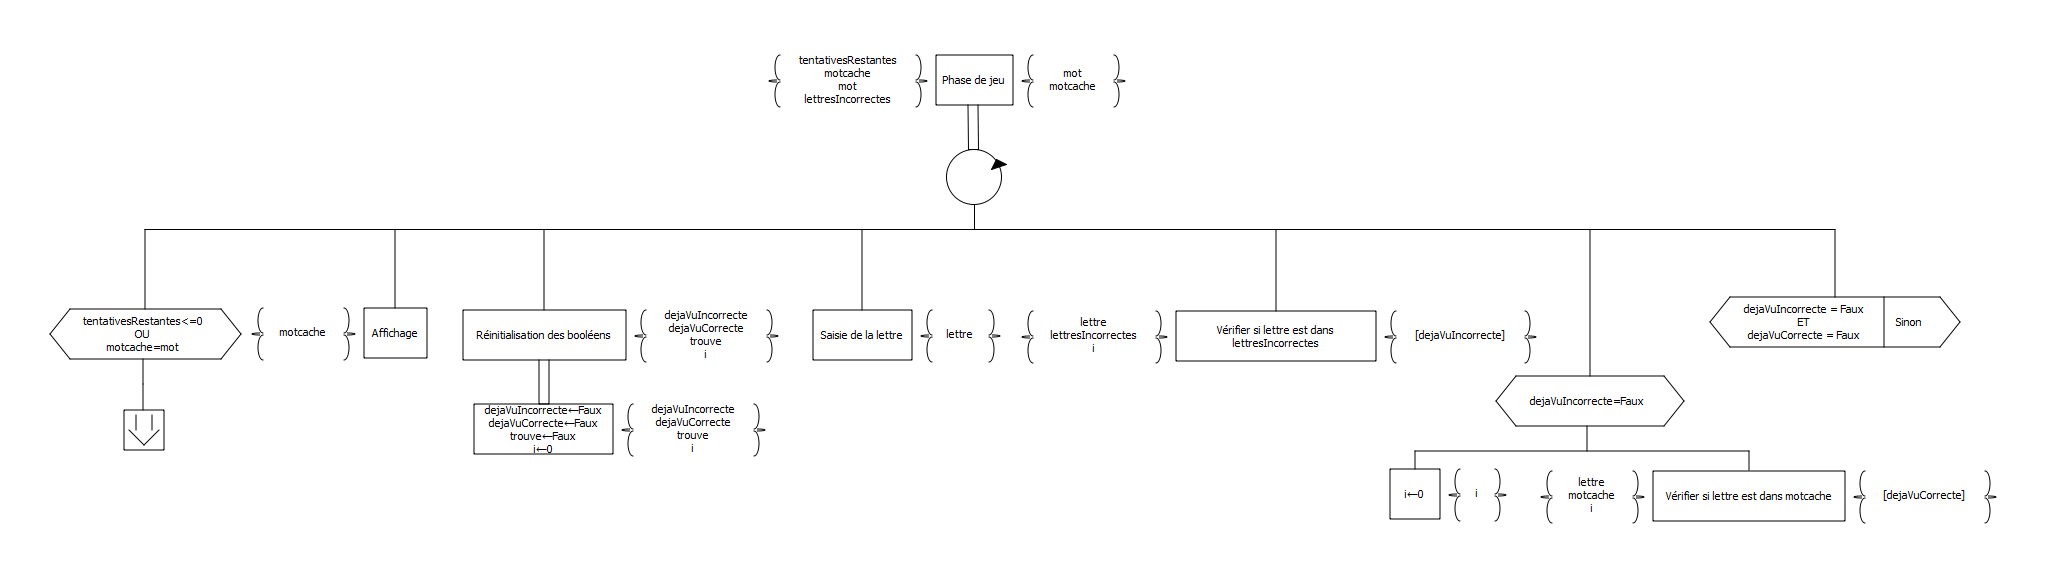 tentativesRestantes
motcache
mot
lettresIncorrectes
Phase de jeu
mot
motcache
tentativesRestantes<=0
OU
motcache=mot
motcache
Affichage
Réinitialisation des booléens
dejaVuIncorrecte
dejaVuCorrecte
trouve
i
dejaVuIncorrecte←Faux
dejaVuCorrecte←Faux
trouve←Faux
i←0
dejaVuIncorrecte
dejaVuCorrecte
trouve
i
Saisie de la lettre
lettre
lettre
lettresIncorrectes
i
Vérifier si lettre est dans
lettresIncorrectes
[dejaVuIncorrecte]
dejaVuIncorrecte=Faux
i←0
i
lettre
motcache
i
Vérifier si lettre est dans motcache
[dejaVuCorrecte]
dejaVuIncorrecte = Faux
ET
dejaVuCorrecte = Faux
Sinon